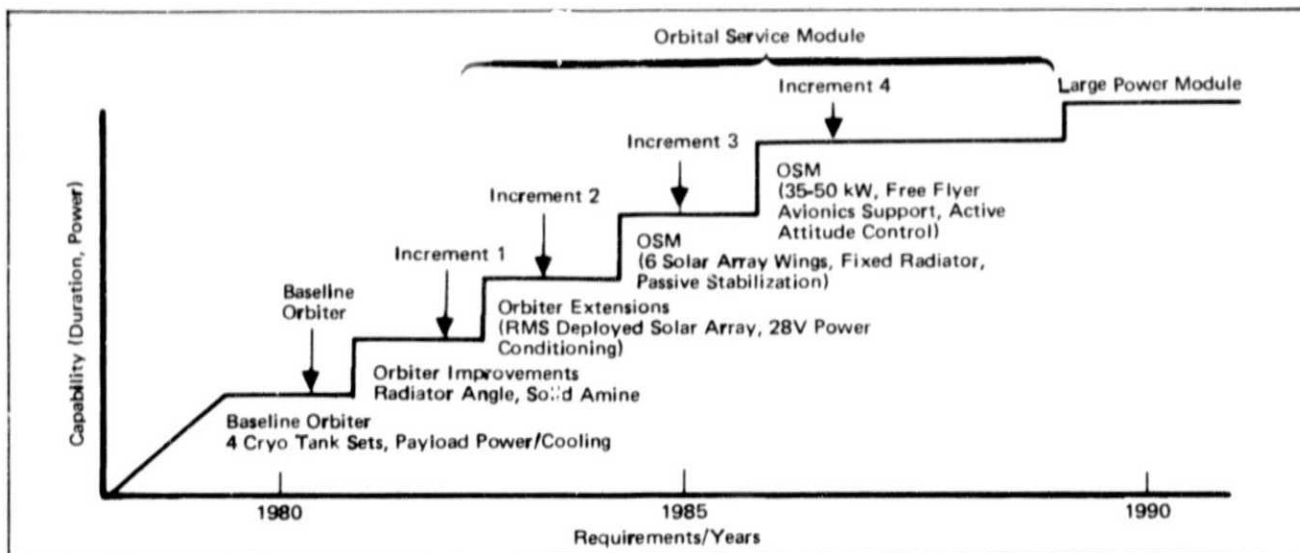 Orbital Service Module
Large Power Module
Increment 4
Increment 3
Increment 2
Increment 1
Baseline
Orbiter
OSM
(35-50 kW, Free Flyer
Avionics Support, Active
Attitude Control)
OSM
(6 Solar Array Wings, Fixed Radiator,
Passive Stabilization)
Orbiter Extensions
(RMS Deployed Solar Array, 28V Power
Conditioning)
Orbiter Improvements
Radiator Angle, Solid Amine
Baseline Orbiter
4 Cryo Tank Sets, Payload Power/Cooling
Capability (Duration, Power)
1980
1985
1990
Requirements/Years